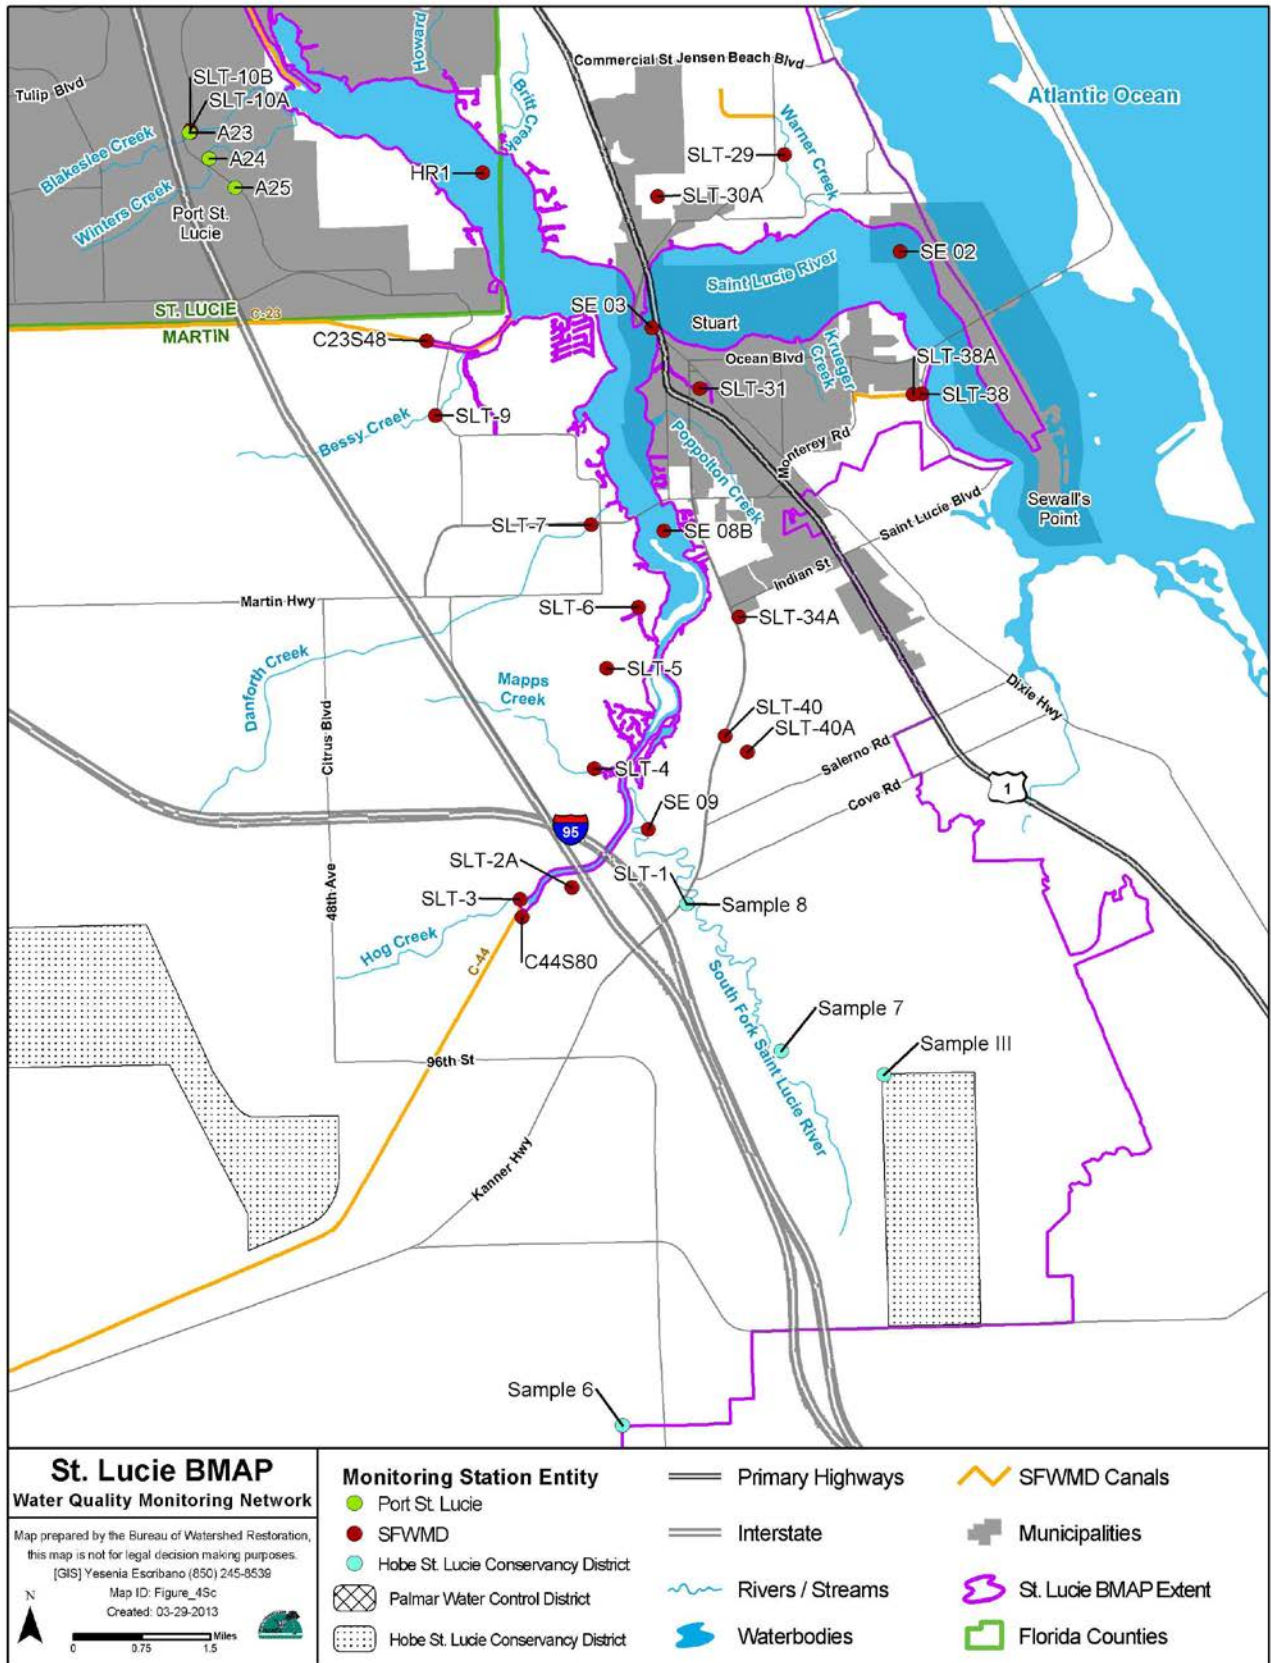 Howard
Commercial St
Jensen Beach Blvd
Tulip Blvd
SLT-10B
SLT-10A
Britt Creek
Atlantic Ocean
A23
Blakeslee Creek
A24
Warner Creek
SLT-29
HR1
A25
SLT-30A
Winters Creek
Port St.
Lucie
SE 02
Saint Lucie River
ST. LUCIE
C-23
SE 03
Stuart
MARTIN
C23S48
Ocean Blvd
Krueger
Creek
SLT-38A
SLT-31
SLT-38
SLT-9
Bessy Creek
Poppolton Creek
Monterey Rd
Sewall's
Point
SLT-7
SE 08B
Saint Lucie Blvd
Indian St
Martin Hwy
SLT-6
SLT-34A
Danforth Creek
SLT-5
Mapps
Creek
Dixie Hwy
Citrus Blvd
SLT-40
SLT-40A
Salerno Rd
SLT-4
Cove Rd
1
SE 09
95
SLT-2A
SLT-1
48th Ave
SLT-3
Sample 8
Hog Creek
C-44
C44S80
South Fork Saint Lucie River
Sample 7
Sample III
96th St
Kanner Hwy
Sample 6
St. Lucie BMAP
Water Quality Monitoring Network
Map prepared by the Bureau of Watershed Restoration,
this map is not for legal decision making purposes.
[GIS] Yesenia Escribano (850) 245-8539
Map ID: Figure_4Sc
Created: 03-29-2013
N
Miles
0 0.75 1.5
Monitoring Station Entity
Port St. Lucie
SFWMD
Hobe St. Lucie Conservancy District
Palmar Water Control District
Hobe St. Lucie Conservancy District
Primary Highways
Interstate
Rivers / Streams
Waterbodies
SFWMD Canals
Municipalities
St. Lucie BMAP Extent
Florida Counties